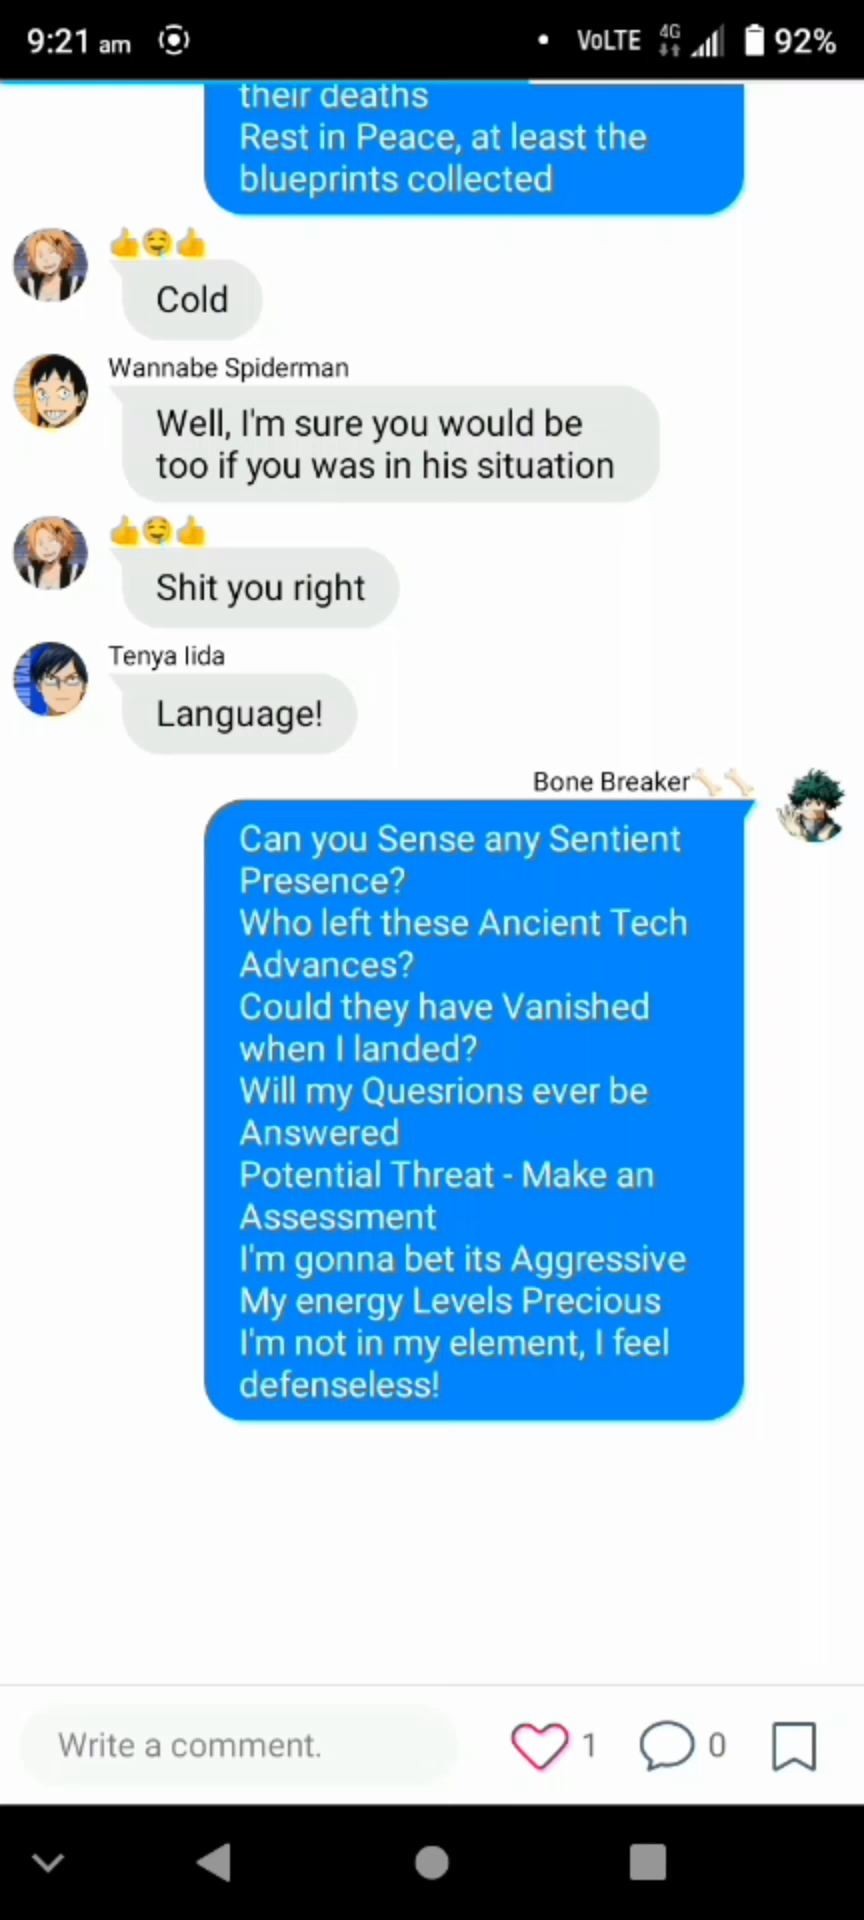 9:21 am
VoLTE 4G 92%
their deaths
Rest in Peace, at least the
blueprints collected
👍🤤👍
Cold
Wannabe Spiderman
Well, I'm sure you would be
too if you was in his situation
👍🤤👍
Shit you right
Tenya Iida
Language!
Bone Breaker🦴🦴
Can you Sense any Sentient
Presence?
Who left these Ancient Tech
Advances?
Could they have Vanished
when I landed?
Will my Quesrions ever be
Answered
Potential Threat - Make an
Assessment
I'm gonna bet its Aggressive
My energy Levels Precious
I'm not in my element, I feel
defenseless!
Write a comment.
1
0